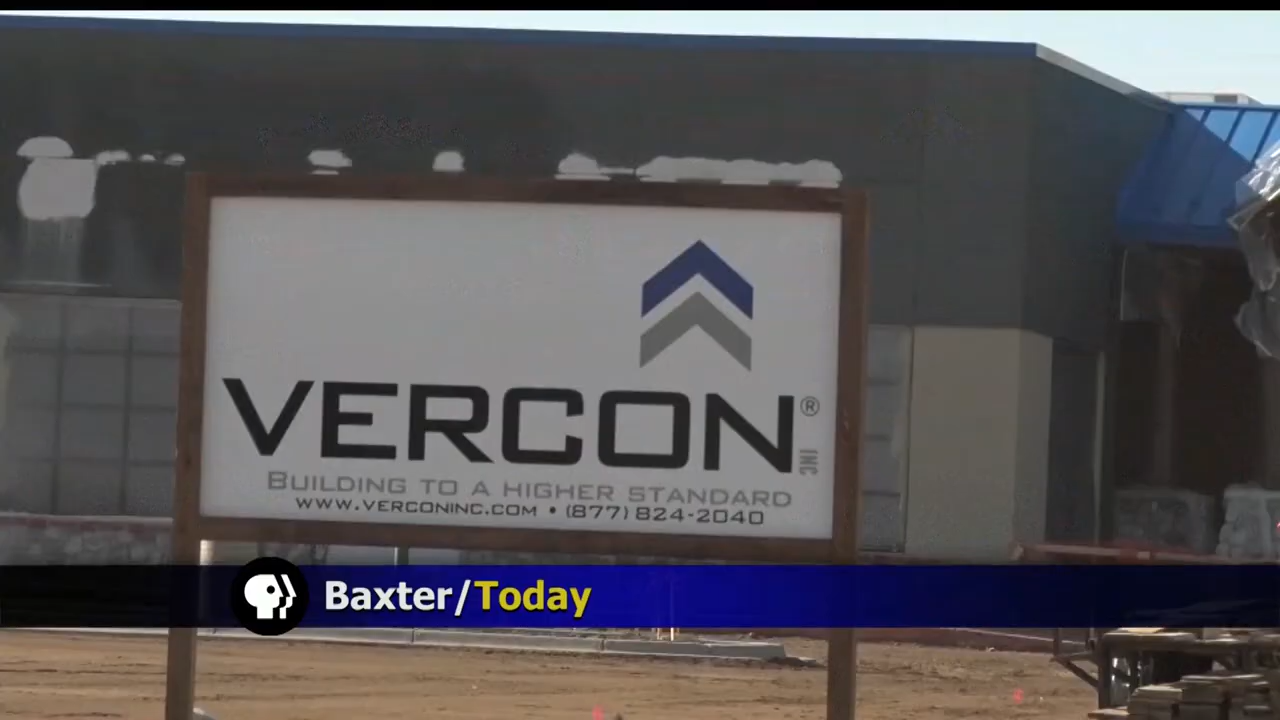 VERCON®
INC
BUILDING TO A HIGHER STANDARD
WWW.VERCONINC.COM • (877) 824-2040
Baxter/Today